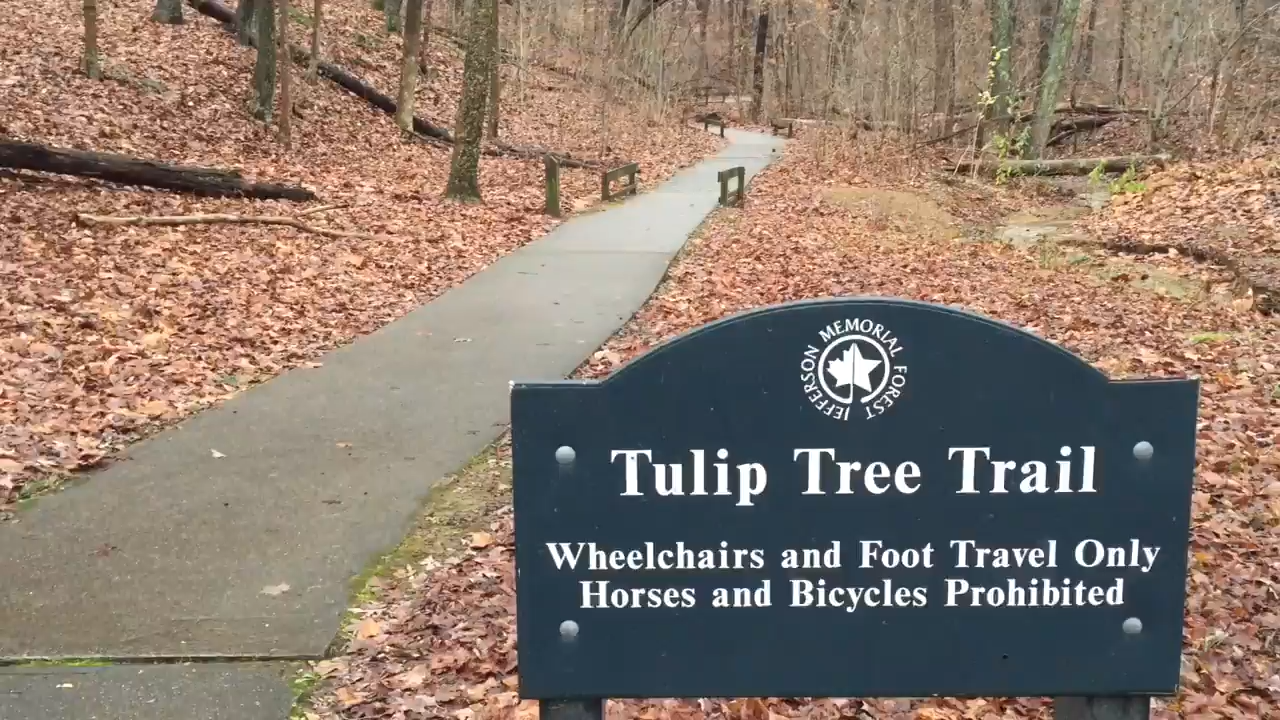 JEFFERSON MEMORIAL FOREST
Tulip Tree Trail
Wheelchairs and Foot Travel Only
Horses and Bicycles Prohibited